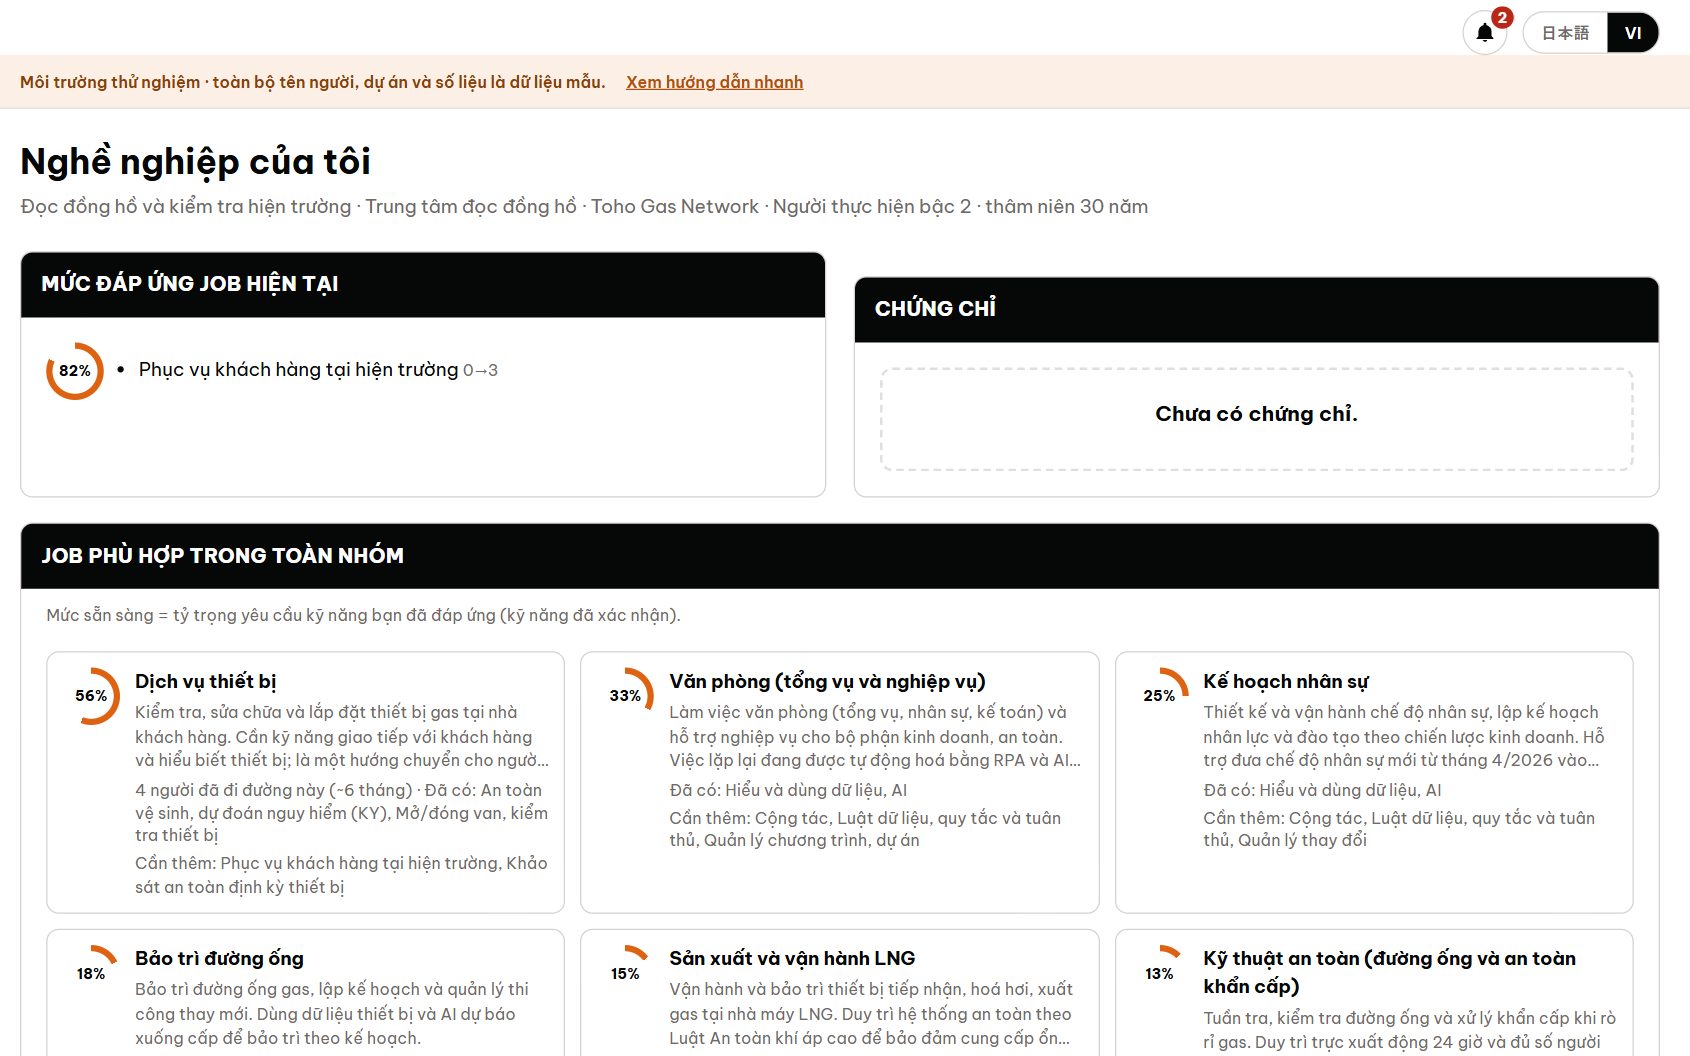 2
日本語
VI
Môi trường thử nghiệm · toàn bộ tên người, dự án và số liệu là dữ liệu mẫu. Xem hướng dẫn nhanh
Nghề nghiệp của tôi
Đọc đồng hồ và kiểm tra hiện trường · Trung tâm đọc đồng hồ · Toho Gas Network · Người thực hiện bậc 2 · thâm niên 30 năm
MỨC ĐÁP ỨNG JOB HIỆN TẠI
82%
• Phục vụ khách hàng tại hiện trường 0→3
CHỨNG CHỈ
Chưa có chứng chỉ.
JOB PHÙ HỢP TRONG TOÀN NHÓM
Mức sẵn sàng = tỷ trọng yêu cầu kỹ năng bạn đã đáp ứng (kỹ năng đã xác nhận).
56%
Dịch vụ thiết bị
Kiểm tra, sửa chữa và lắp đặt thiết bị gas tại nhà
khách hàng. Cần kỹ năng giao tiếp với khách hàng
và hiểu biết thiết bị; là một hướng chuyển cho ngườ...
4 người đã đi đường này (~6 tháng) · Đã có: An toàn
vệ sinh, dự đoán nguy hiểm (KY), Mở/đóng van, kiểm
tra thiết bị
Cần thêm: Phục vụ khách hàng tại hiện trường, Khảo
sát an toàn định kỳ thiết bị
33%
Văn phòng (tổng vụ và nghiệp vụ)
Làm việc văn phòng (tổng vụ, nhân sự, kế toán) và
hỗ trợ nghiệp vụ cho bộ phận kinh doanh, an toàn.
Việc lặp lại đang được tự động hoá bằng RPA và AI...
Đã có: Hiểu và dùng dữ liệu, AI
Cần thêm: Cộng tác, Luật dữ liệu, quy tắc và tuân
thủ, Quản lý chương trình, dự án
25%
Kế hoạch nhân sự
Thiết kế và vận hành chế độ nhân sự, lập kế hoạch
nhân lực và đào tạo theo chiến lược kinh doanh. Hỗ
trợ đưa chế độ nhân sự mới từ tháng 4/2026 vào...
Đã có: Hiểu và dùng dữ liệu, AI
Cần thêm: Cộng tác, Luật dữ liệu, quy tắc và tuân
thủ, Quản lý thay đổi
18%
Bảo trì đường ống
Bảo trì đường ống gas, lập kế hoạch và quản lý thi
công thay mới. Dùng dữ liệu thiết bị và AI dự báo
xuống cấp để bảo trì theo kế hoạch.
15%
Sản xuất và vận hành LNG
Vận hành và bảo trì thiết bị tiếp nhận, hoá hơi, xuất
gas tại nhà máy LNG. Duy trì hệ thống an toàn theo
Luật An toàn khí áp cao để bảo đảm cung cấp ổn...
13%
Kỹ thuật an toàn (đường ống và an toàn
khẩn cấp)
Tuần tra, kiểm tra đường ống và xử lý khẩn cấp khi rò
rỉ gas. Duy trì trực xuất động 24 giờ và đủ số người